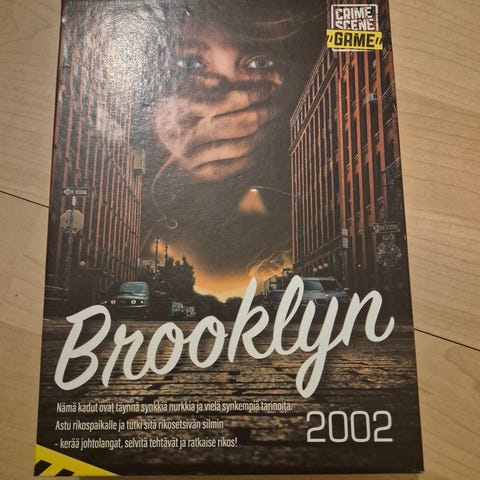 CRIME
SCENE
GAME
Brooklyn
Nämä kadut ovat täynnä synkkiä nurkkia ja vielä synkempiä tarinoita.
Astu rikospaikalle ja tutki sitä rikosetsivän silmin
- kerää johtolangat, selvitä tehtävät ja ratkaise rikos!
2002